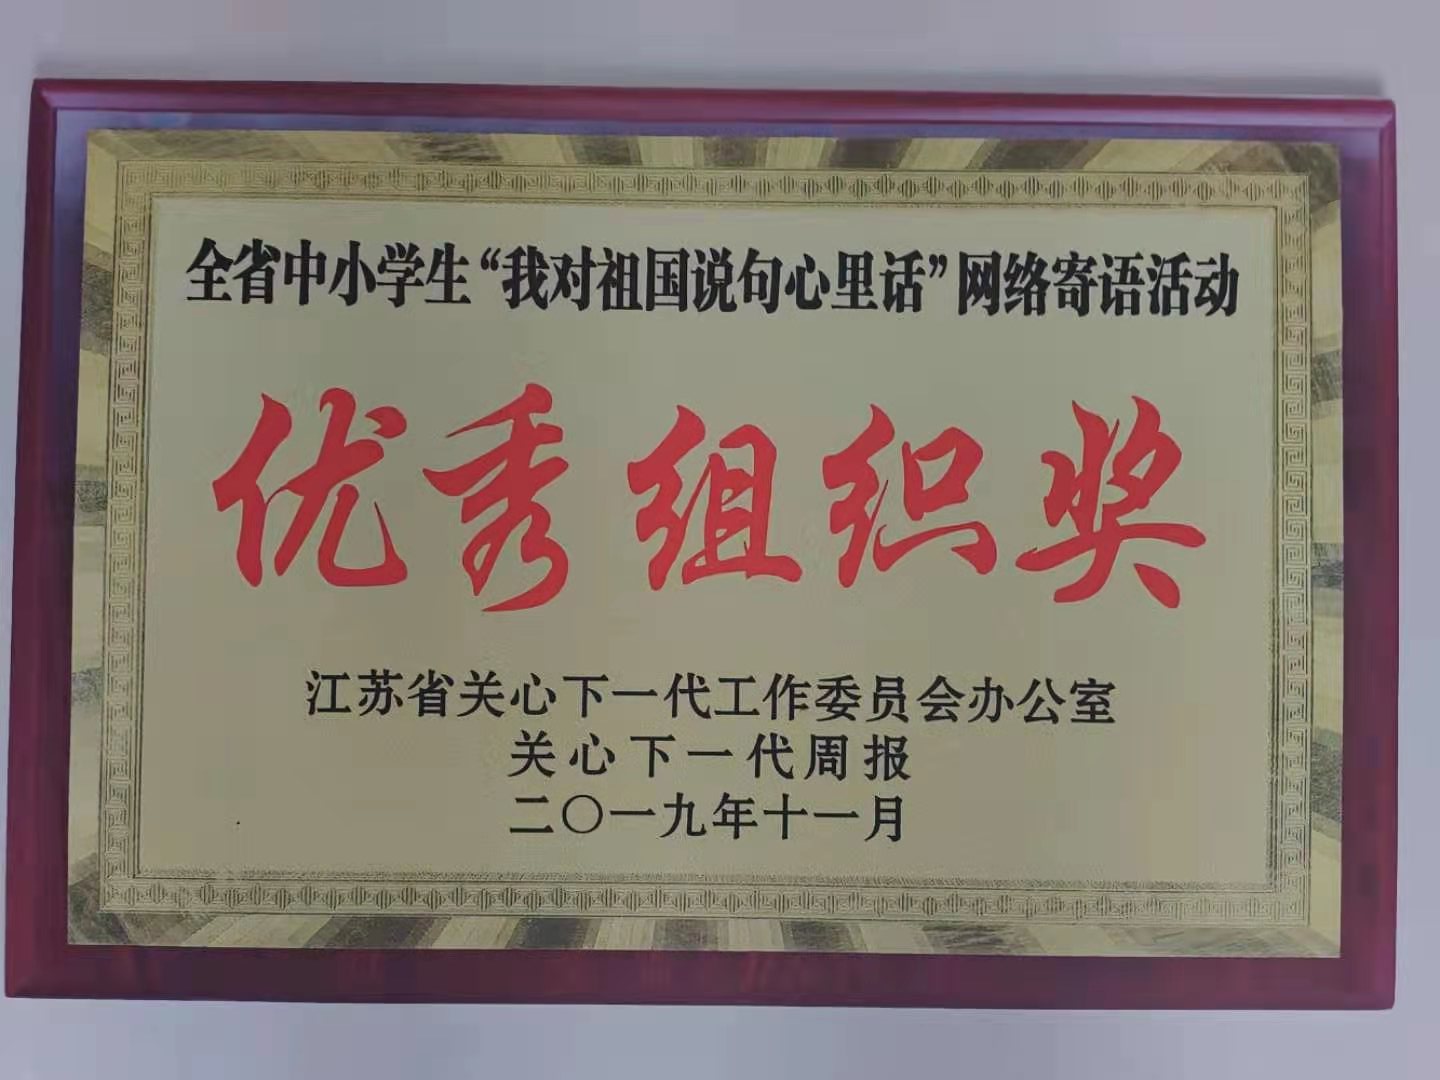 全省中小学生“我对祖国说句心里话”网络寄语活动
优秀组织奖
江苏省关心下一代工作委员会办公室
关心下一代周报
二〇一九年十一月